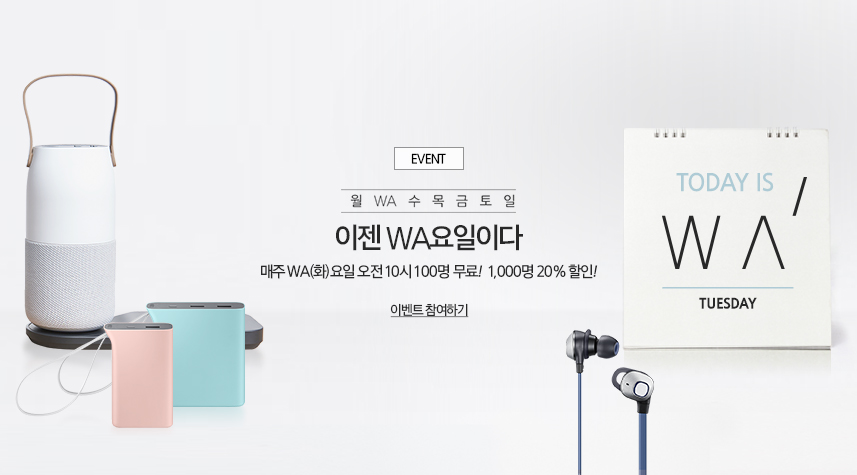 EVENT
월 WA 수 목 금 토 일
이젠 WA요일이다
매주 WA(화)요일 오전 10시 100명 무료! 1,000명 20% 할인!
이벤트 참여하기
TODAY IS
WA'
TUESDAY